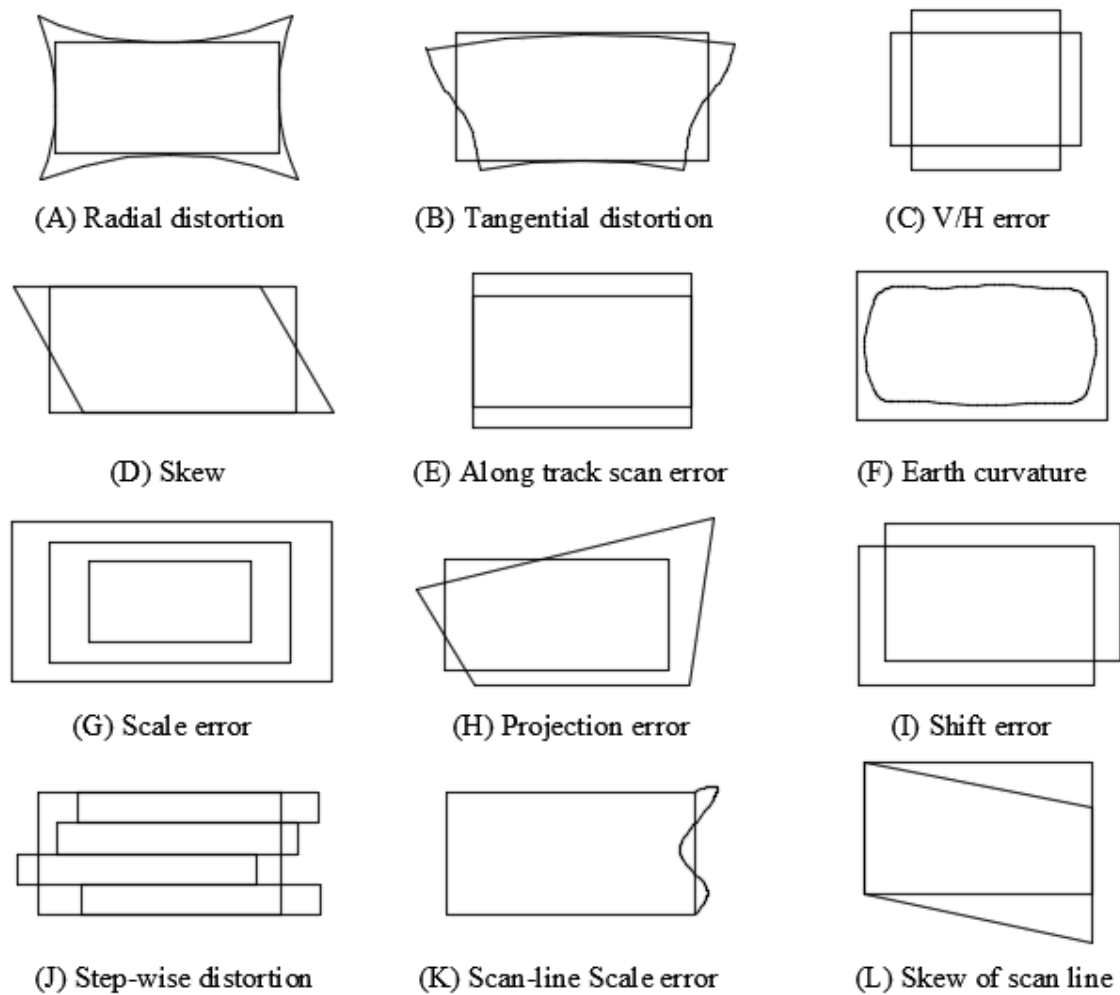 (A) Radial distortion
(B) Tangential distortion
(C) V/H error
(D) Skew
(E) Along track scan error
(F) Earth curvature
(G) Scale error
(H) Projection error
(I) Shift error
(J) Step-wise distortion
(K) Scan-line Scale error
(L) Skew of scan line